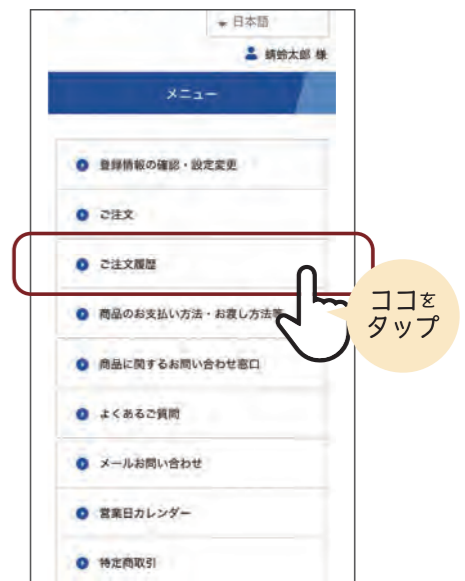 日本語
蜻蛉太郎 様
メニュー
登録情報の確認・設定変更
ご注文
ご注文履歴
商品のお支払い方法・お渡し方法等
商品に関するお問い合わせ窓口
よくあるご質問
メールお問い合わせ
営業日カレンダー
特定商取引
ココを
タップ